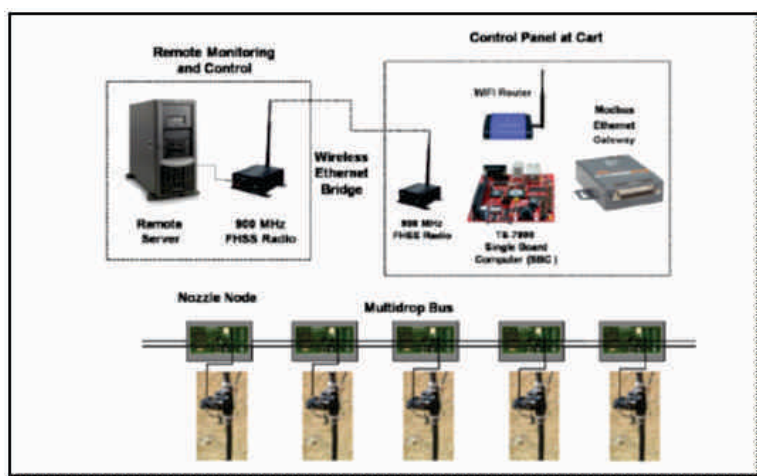 Remote Monitoring
and Control
Remote
Server
900 MHz
FHSS Radio
Wireless
Ethernet
Bridge
Control Panel at Cart
WIFI Router
Modbus
Ethernet
Gateway
900 MHz
FHSS Radio
Single Board
Computer (SBC)
Nozzle Node
Multidrop Bus